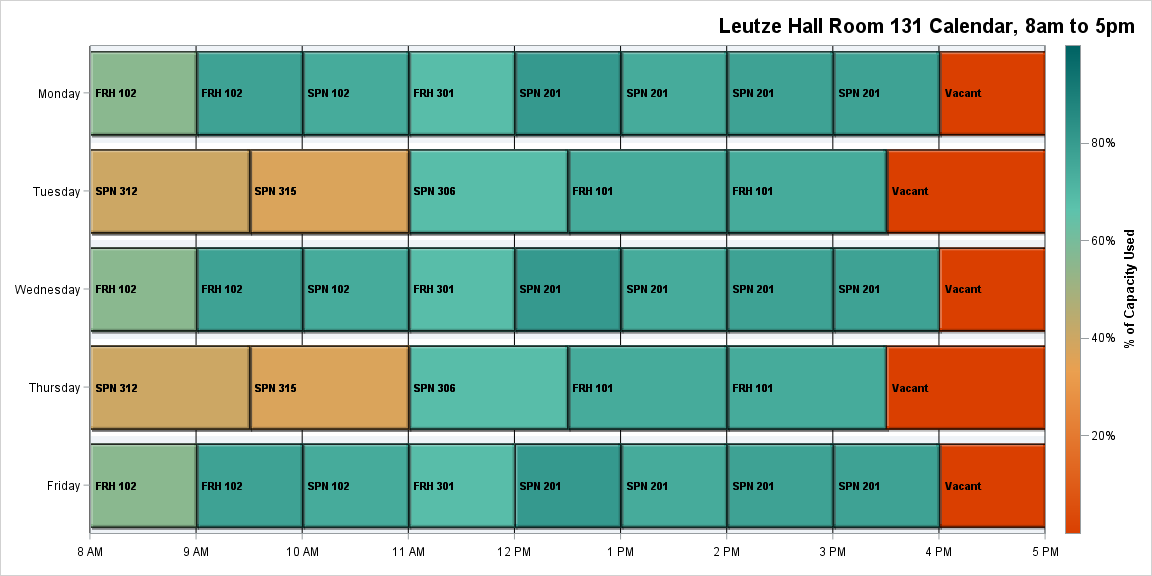 Leutze Hall Room 131 Calendar, 8am to 5pm
Monday FRH 102 FRH 102 SPN 102 FRH 301 SPN 201 SPN 201 SPN 201 SPN 201 Vacant
Tuesday SPN 312 SPN 315 SPN 306 FRH 101 FRH 101 Vacant
Wednesday FRH 102 FRH 102 SPN 102 FRH 301 SPN 201 SPN 201 SPN 201 SPN 201 Vacant
Thursday SPN 312 SPN 315 SPN 306 FRH 101 FRH 101 Vacant
Friday FRH 102 FRH 102 SPN 102 FRH 301 SPN 201 SPN 201 SPN 201 SPN 201 Vacant
8 AM 9 AM 10 AM 11 AM 12 PM 1 PM 2 PM 3 PM 4 PM 5 PM
80%
60%
40%
20%
% of Capacity Used